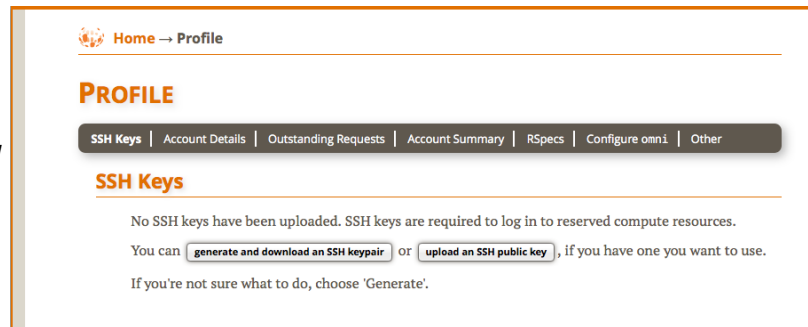 Home → Profile
PROFILE
SSH Keys | Account Details | Outstanding Requests | Account Summary | RSpecs | Configure omni | Other
SSH Keys
No SSH keys have been uploaded. SSH keys are required to log in to reserved compute resources.
You can generate and download an SSH keypair or upload an SSH public key , if you have one you want to use.
If you're not sure what to do, choose 'Generate'.